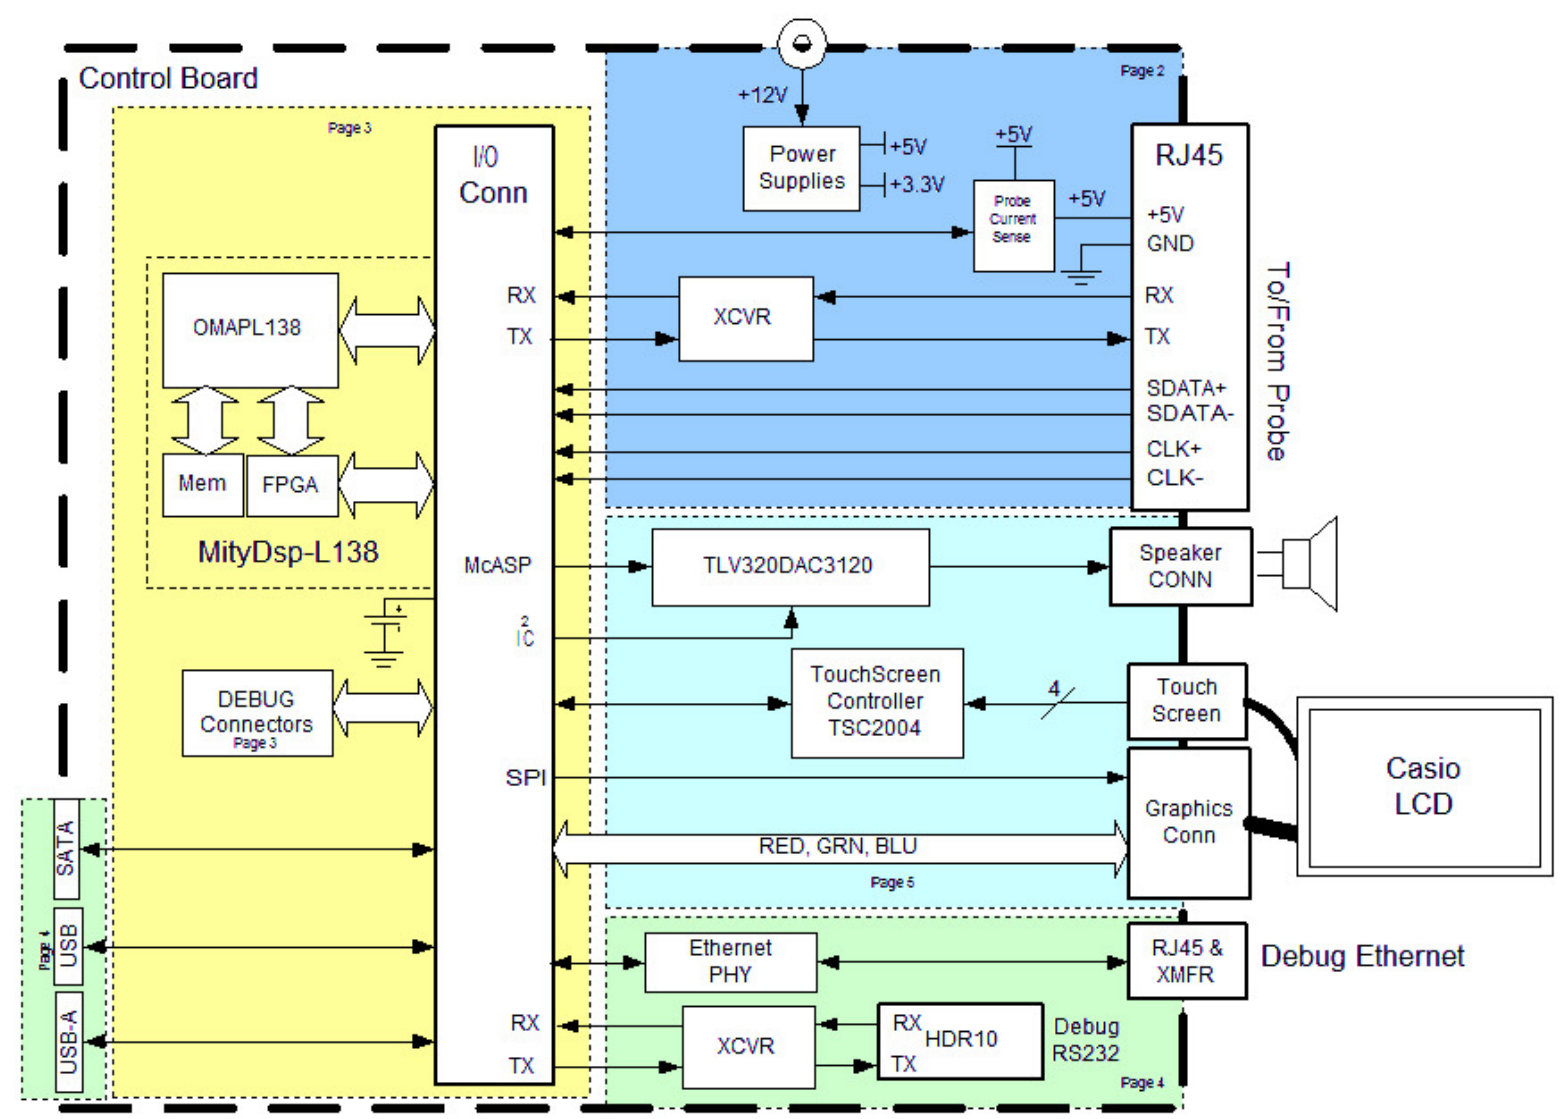 Control Board
Page 2
+12V
Page 3
Power
Supplies
+5V
+3.3V
+5V
Probe
Current
Sense
+5V
RJ45
+5V
GND
RX
TX
SDATA+
SDATA-
CLK+
CLK-
To/From Probe
I/O
Conn
RX
TX
XCVR
OMAPL138
Mem
FPGA
MityDsp-L138
McASP
TLV320DAC3120
Speaker
CONN
2
IC
+
DEBUG
Connectors
Page 3
TouchScreen
Controller
TSC2004
4
Touch
Screen
Casio
LCD
SPI
Graphics
Conn
RED, GRN, BLU
Page 5
SATA
USB
USB-A
Page 4
Ethernet
PHY
RJ45 &
XMFR
Debug Ethernet
RX
TX
XCVR
RX
HDR10
TX
Debug
RS232
Page 4